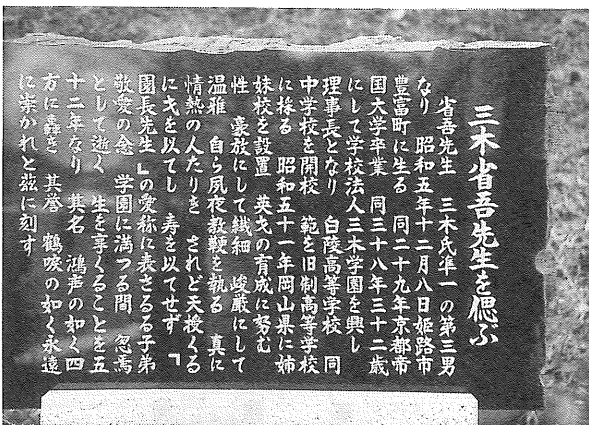 三木省吾先生を偲ぶ
省吾先生 三木氏準一の第三男
なり 昭和五年十二月八日姫路市
豊富町に生る 同二十九年京都帝
国大学卒業 同三十八年三十二歳
にして学校法人三木学園を興し
理事長となり 白陵高等学校 同
中学校を開校 範を旧制高等学校
に採る 昭和五十一年岡山県に姉
妹校を設置 英才の育成に努む
性 豪放にして繊細 峻厳にして
温雅 自ら夙夜教鞭を執る 真に
情熱の人たりき されど天授くる
に才を以てし 寿を以てせず 「
園長先生」の愛称に表さるる子弟
敬愛の念 学園に満つる間 忽焉
として逝く 生を享くることを五
十二年なり 其名 鴻声の如く四
方に轟き 其誉 鶴唳の如く永遠
に崇かれと茲に刻す